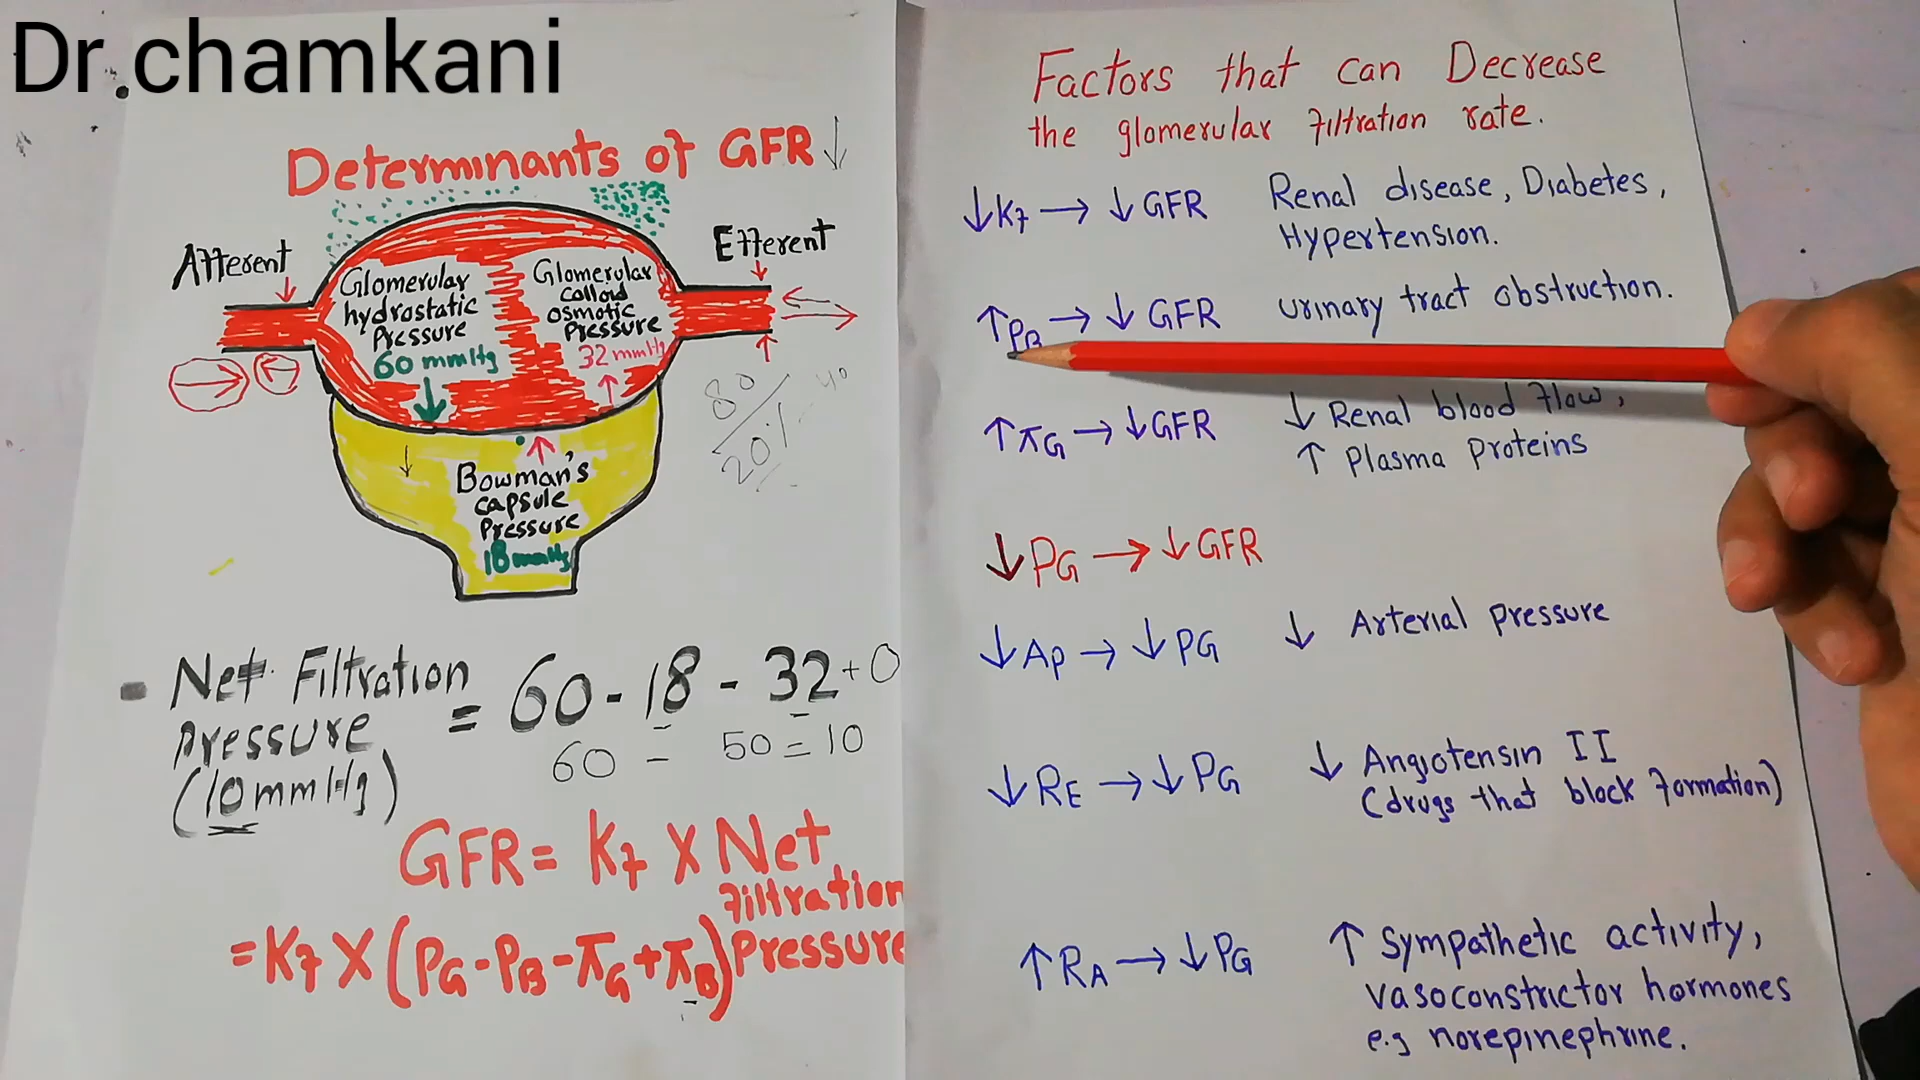 Dr.chamkani
Determinants of GFR ↓
Afferent
Efferent
Glomerular
hydrostatic
Pressure
60 mmHg
Glomerular
colloid
osmotic
Pressure
32 mmHg
80
20%
Bowman's
capsule
Pressure
18 mmHg
Net Filtration
Pressure
(10 mmHg)
= 60 - 18 - 32 + 0
60 - 50 = 10
GFR = Kf X Net
filtration
Pressure
= Kf X (PG - PB - πG + πB)
Factors that can Decrease
the glomerular filtration rate.
↓ Kf → ↓ GFR Renal disease, Diabetes,
Hypertension.
↑ PB → ↓ GFR urinary tract obstruction.
↑ πG → ↓ GFR ↓ Renal blood flow,
↑ Plasma proteins
↓ PG → ↓ GFR
↓ Ap → ↓ PG ↓ Arterial pressure
↓ RE → ↓ PG ↓ Angiotensin II
(drugs that block formation)
↑ RA → ↓ PG ↑ Sympathetic activity,
vasoconstrictor hormones
e.g norepinephrine.